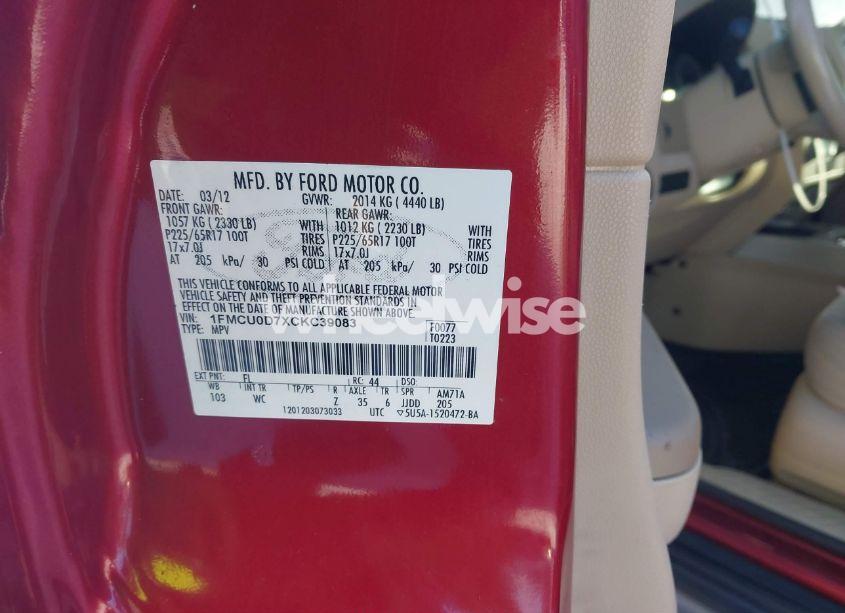 MFD. BY FORD MOTOR CO.
DATE: 03/12 GVWR: 2014 KG ( 4440 LB)
FRONT GAWR: REAR GAWR:
1057 KG ( 2330 LB) WITH 1012 KG ( 2230 LB) WITH
P225/65R17 100T TIRES P225/65R17 100T TIRES
17x7.0J RIMS 17x7.0J RIMS
AT 205 kPa/ 30 PSI COLD AT 205 kPa/ 30 PSI COLD
THIS VEHICLE CONFORMS TO ALL APPLICABLE FEDERAL MOTOR
VEHICLE SAFETY AND THEFT PREVENTION STANDARDS IN
EFFECT ON THE DATE OF MANUFACTURE SHOWN ABOVE
VIN: 1FMCU0D7XCKC39083 F0077
TYPE: MPV T0223
EXT PNT: FL RC: 44 DSO:
WB INT TR TP/PS R AXLE TR SPR AM71A
103 WC Z 35 6 JJDD 205
1201203073033 UTC 5U5A-1520472-BA
wheelwise